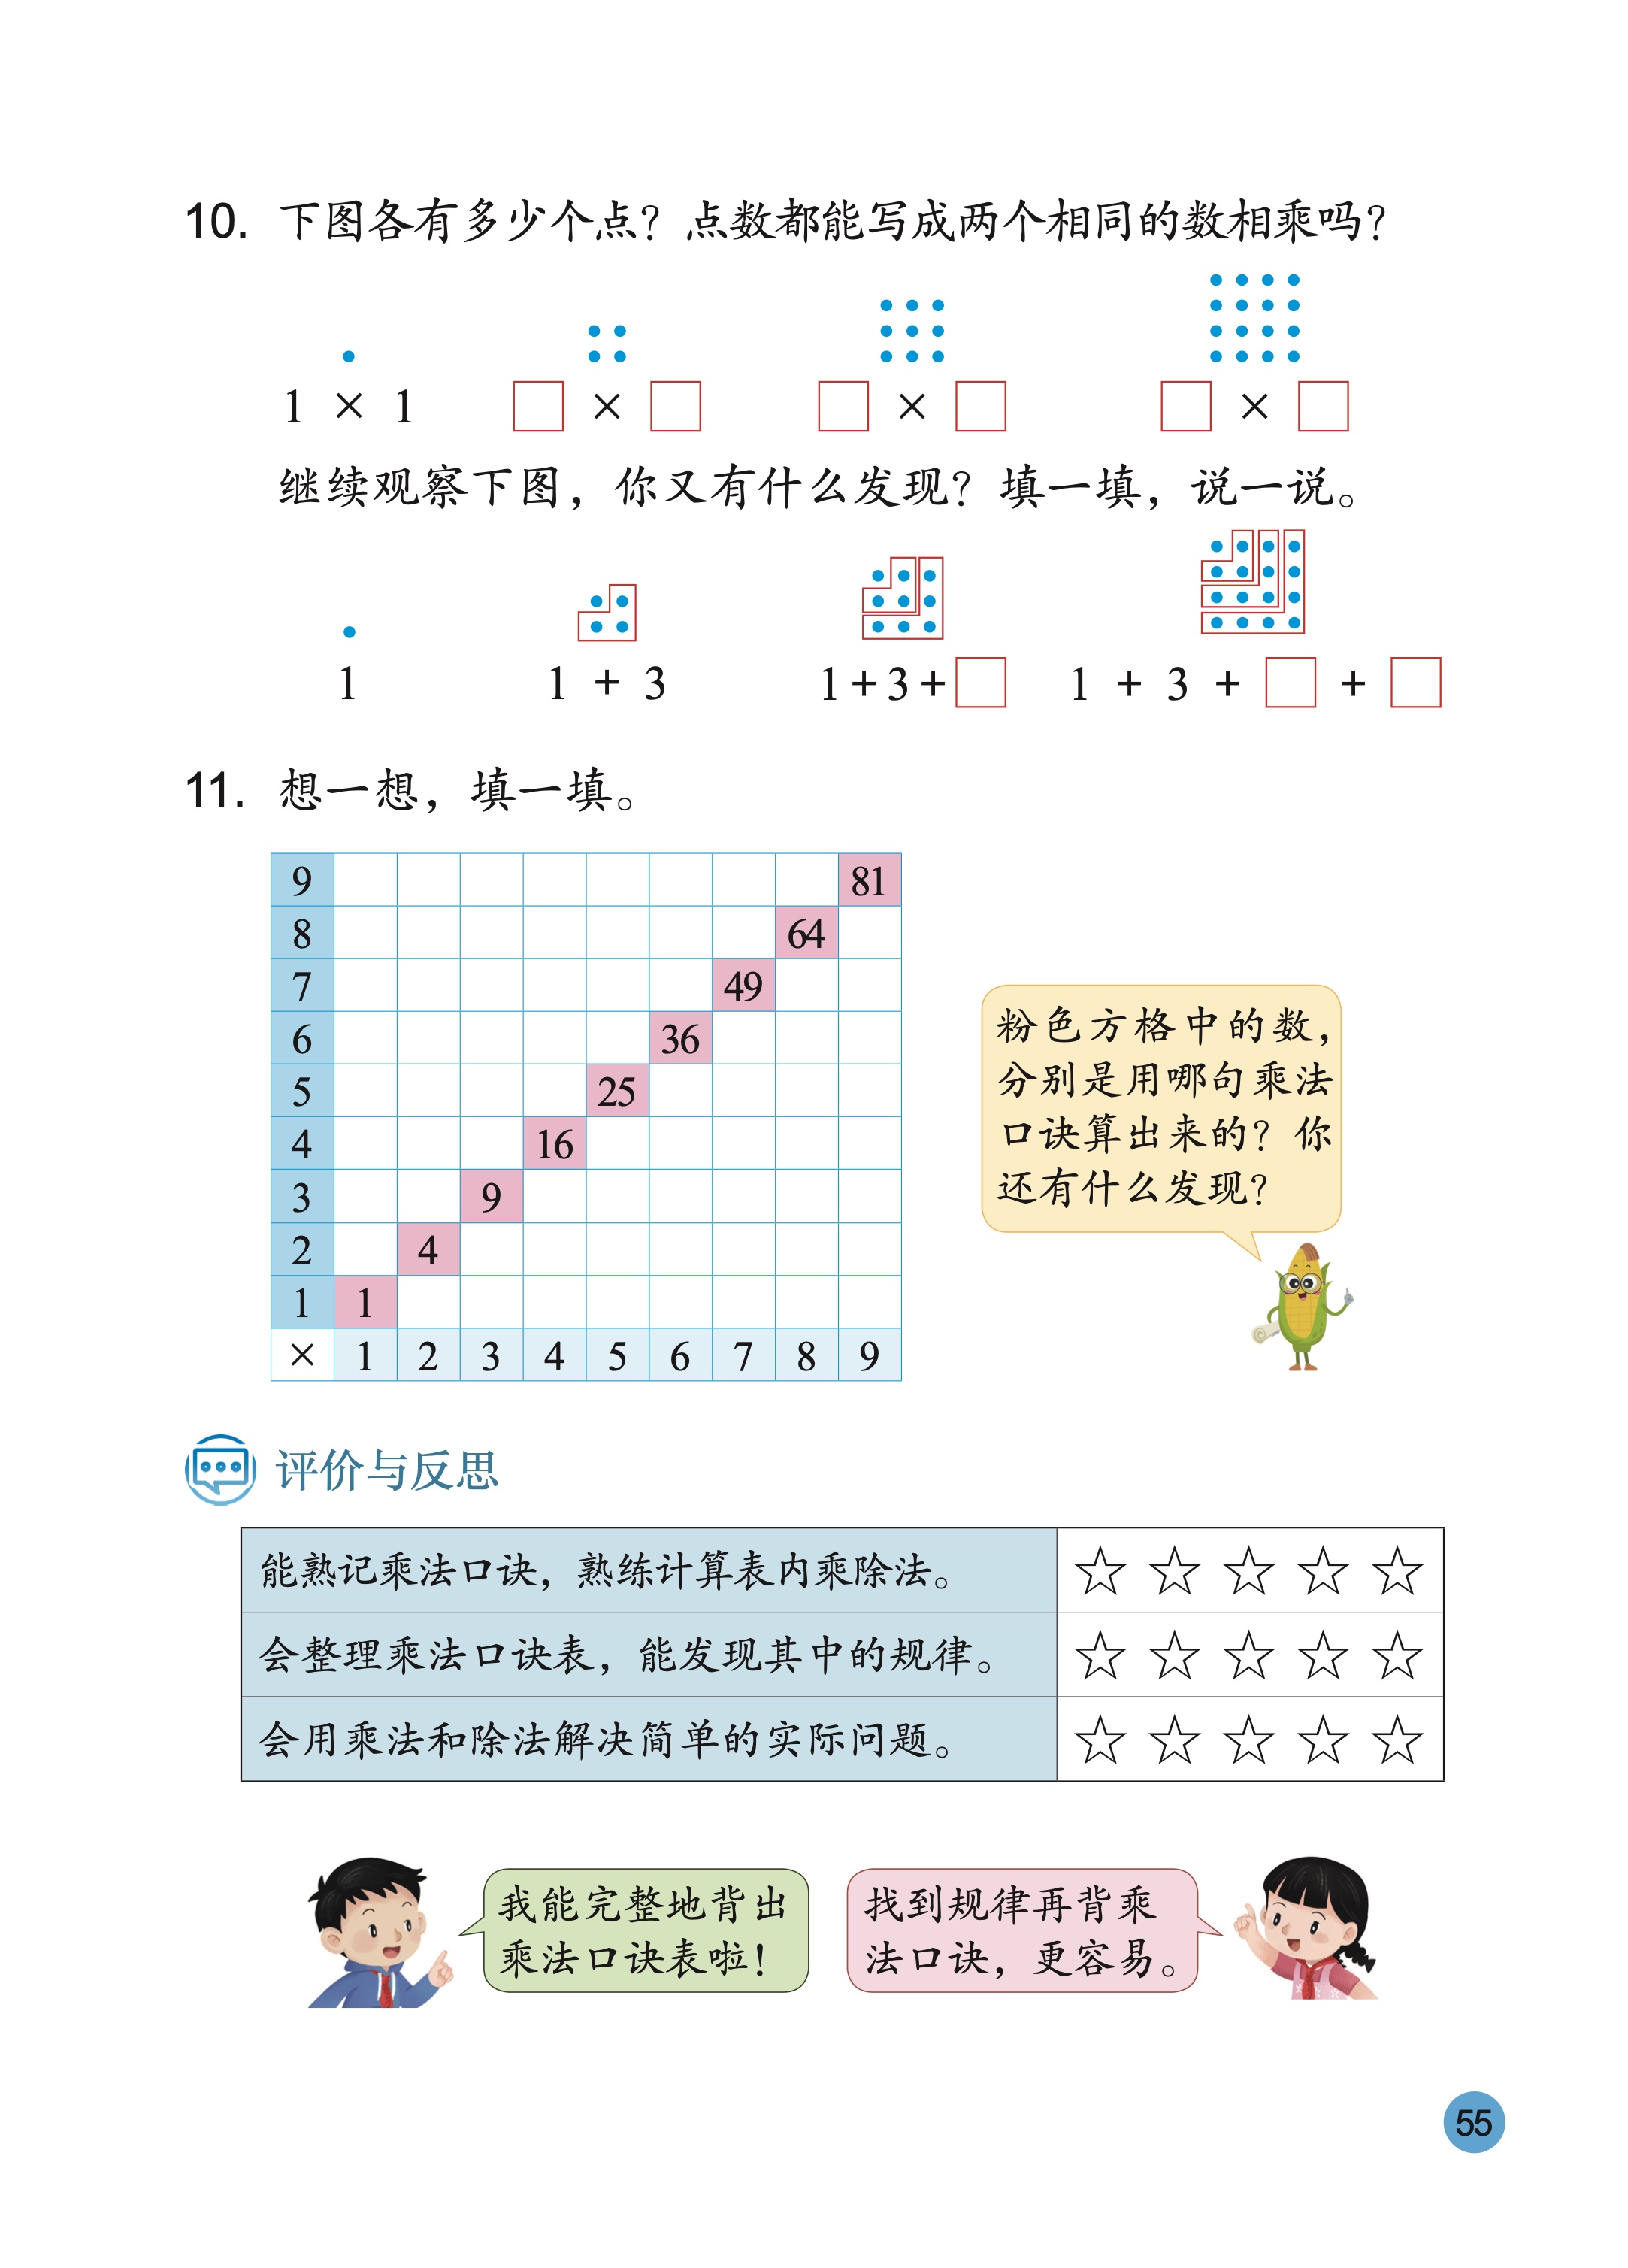 10. 下图各有多少个点？点数都能写成两个相同的数相乘吗？
1 × 1 □ × □ □ × □ □ × □
继续观察下图，你又有什么发现？填一填，说一说。
1 1 + 3 1+3+□ 1 + 3 + □ + □
11. 想一想，填一填。
9 81
8 64
7 49
6 36
5 25
4 16
3 9
2 4
1 1
× 1 2 3 4 5 6 7 8 9
粉色方格中的数，
分别是用哪句乘法
口诀算出来的？你
还有什么发现？
评价与反思
能熟记乘法口诀，熟练计算表内乘除法。 ☆ ☆ ☆ ☆ ☆
会整理乘法口诀表，能发现其中的规律。 ☆ ☆ ☆ ☆ ☆
会用乘法和除法解决简单的实际问题。 ☆ ☆ ☆ ☆ ☆
我能完整地背出
乘法口诀表啦！
找到规律再背乘
法口诀，更容易。
55